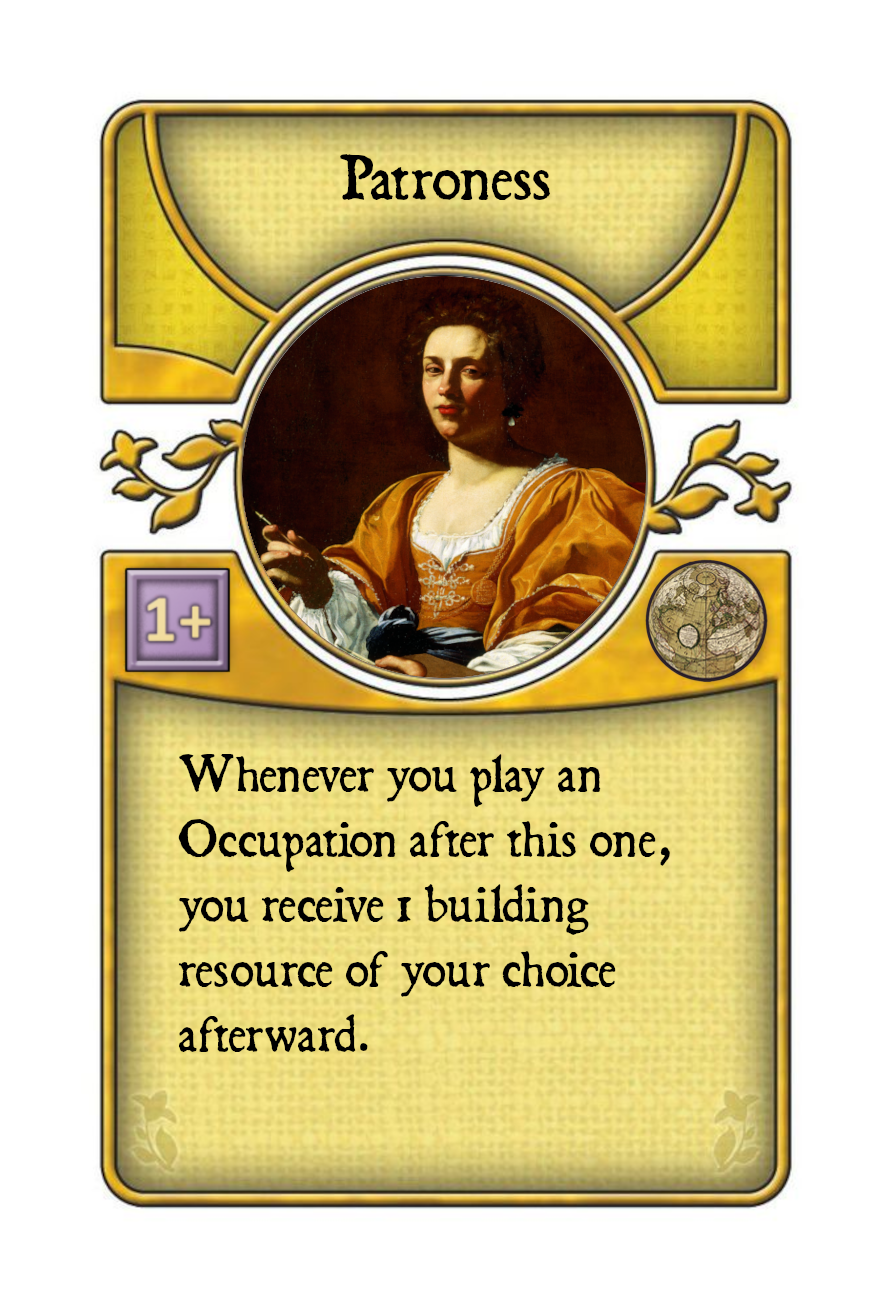 Patroness
1+
Whenever you play an
Occupation after this one,
you receive 1 building
resource of your choice
afterward.